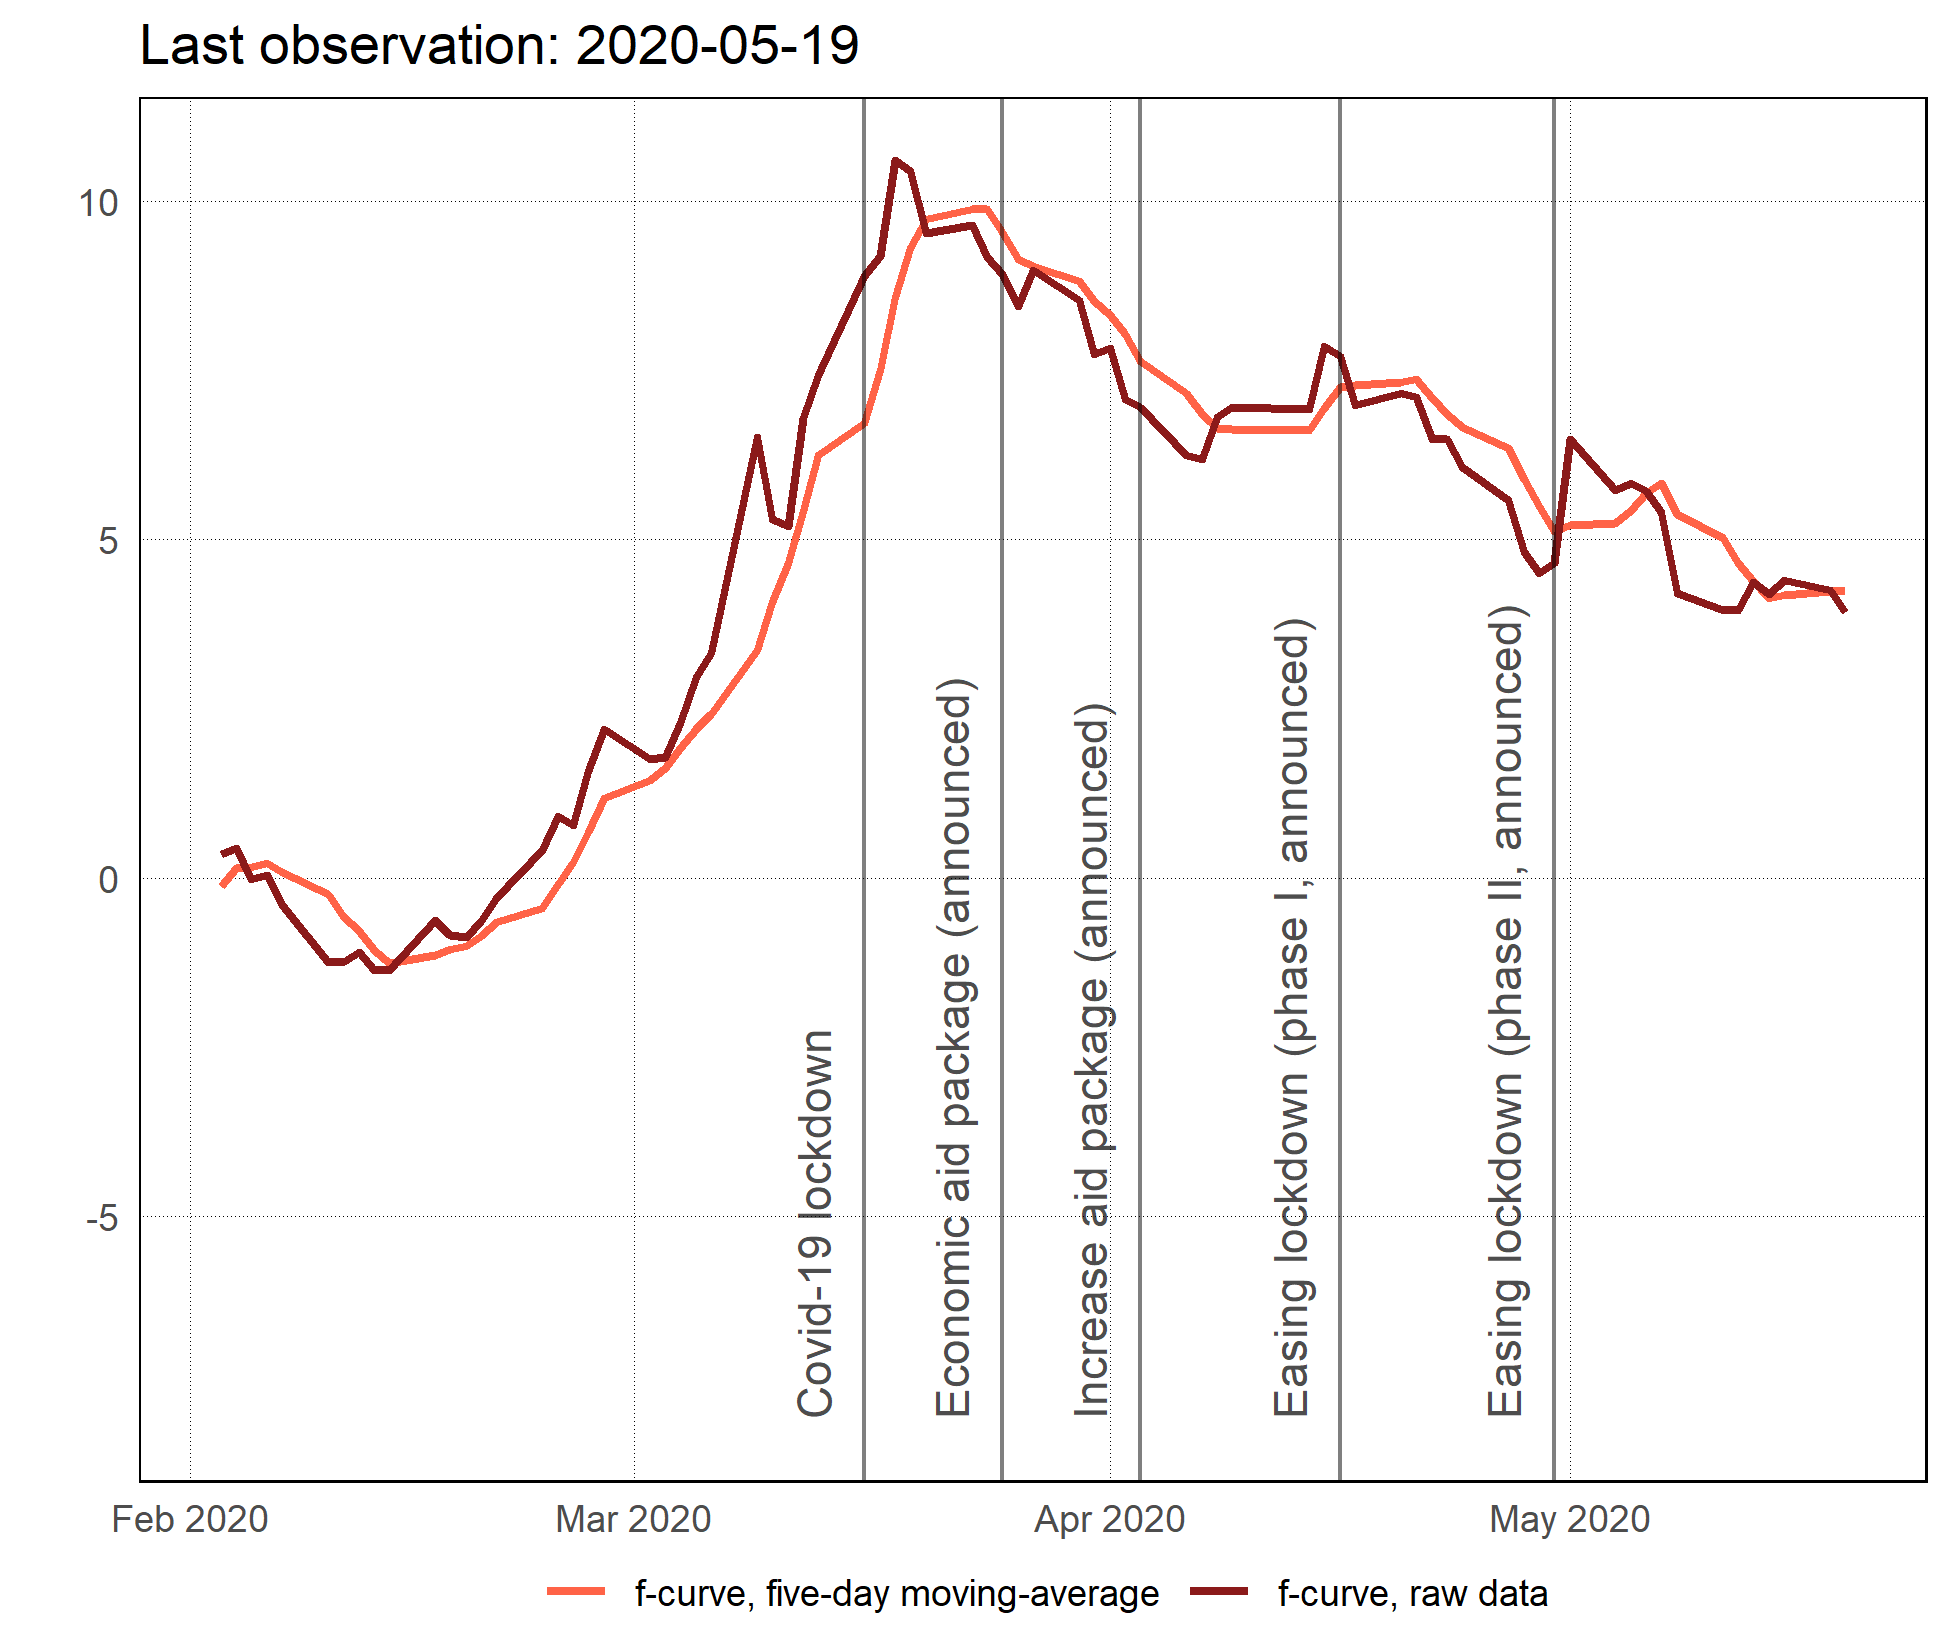 Last observation: 2020-05-19
10
5
0
-5
Covid-19 lockdown
Economic aid package (announced)
Increase aid package (announced)
Easing lockdown (phase I, announced)
Easing lockdown (phase II, announced)
Feb 2020
Mar 2020
Apr 2020
May 2020
f-curve, five-day moving-average
f-curve, raw data